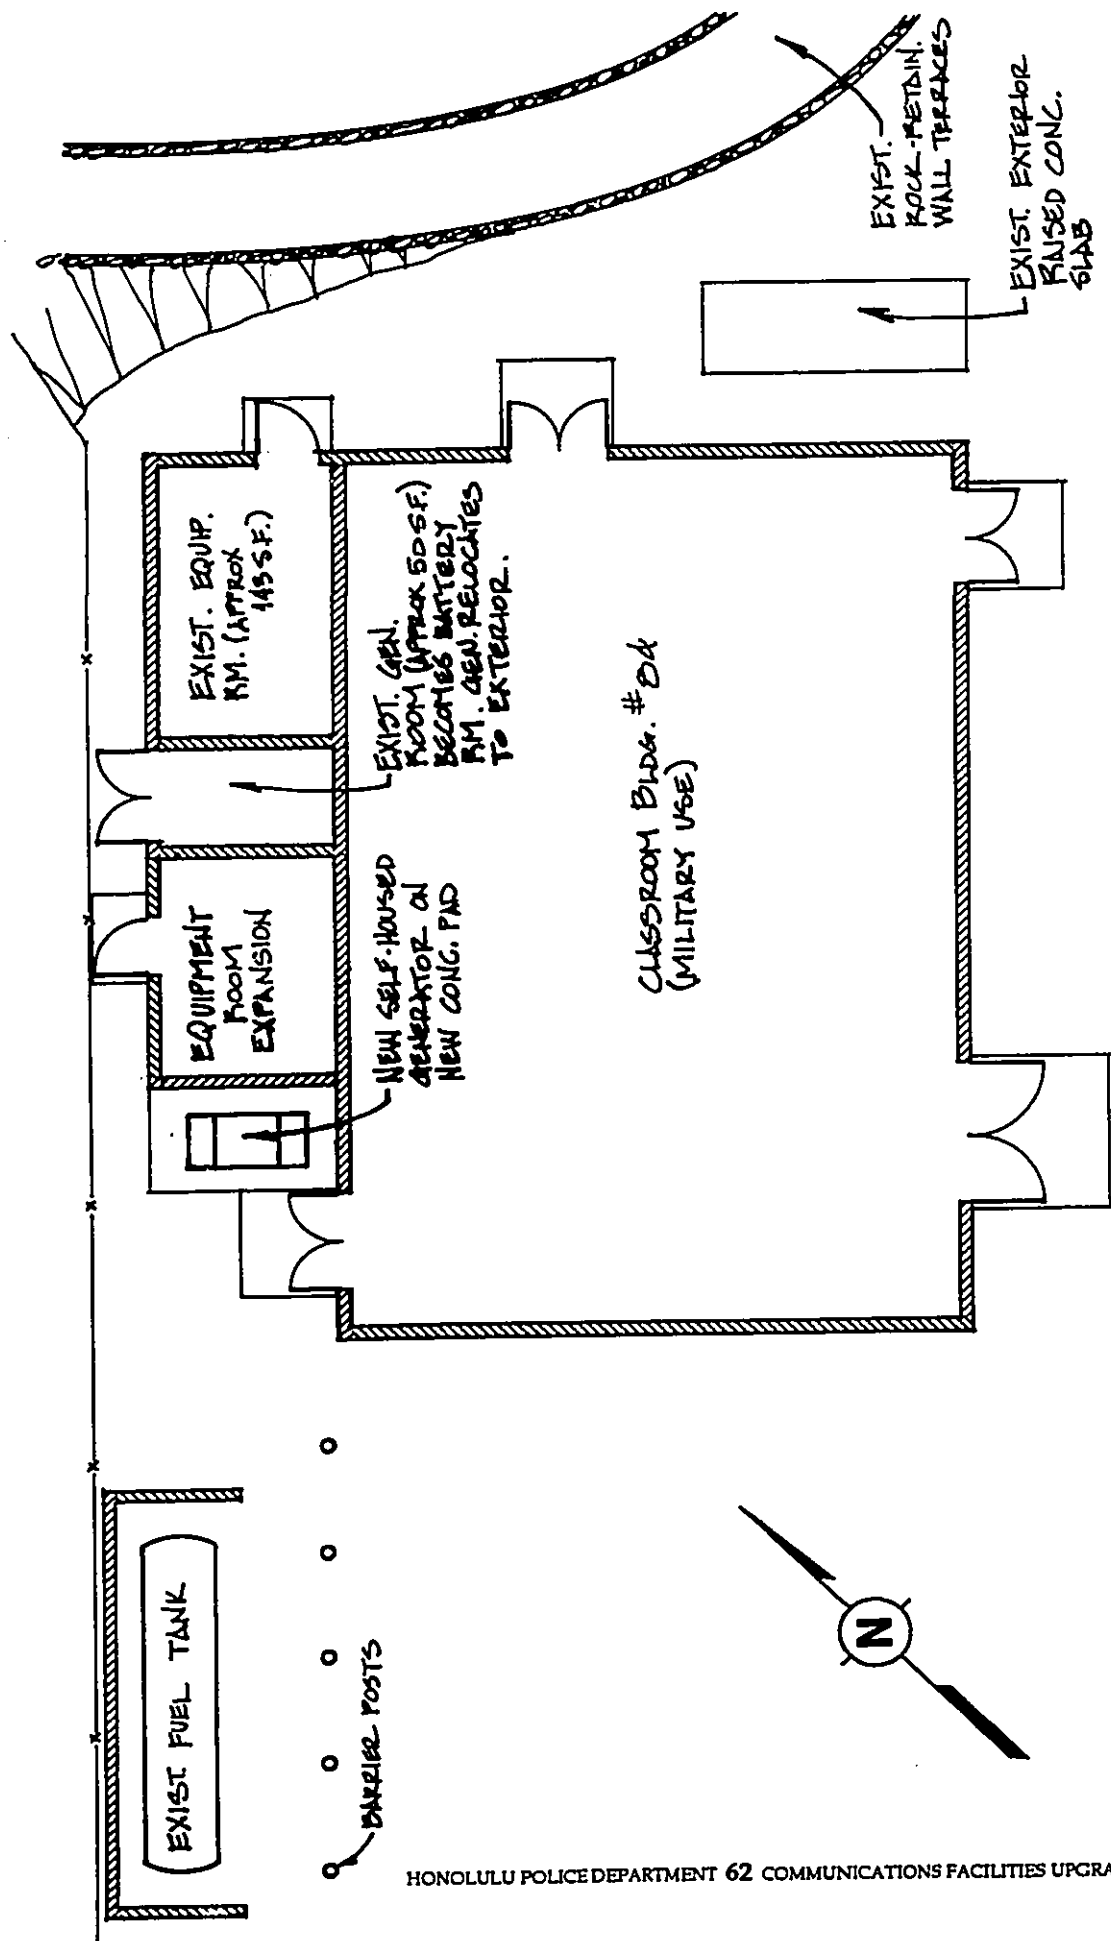 EXIST.
ROCK-RETAIN.
WALL TERRACES
EXIST. EXTERIOR
RAISED CONC.
SLAB
EXIST. EQUIP.
RM. (APPROX
143 S.F.)
EXIST. GEN.
ROOM (APPROX 50 S.F.)
BECOMES BATTERY
RM. GEN. RELOCATES
TO EXTERIOR.
EQUIPMENT
ROOM
EXPANSION
NEW SELF-HOUSED
GENERATOR ON
NEW CONC. PAD
CLASSROOM BLDG. #84
(MILITARY USE)
EXIST FUEL TANK
BARRIER POSTS
N
HONOLULU POLICE DEPARTMENT 62 COMMUNICATIONS FACILITIES UPGRA